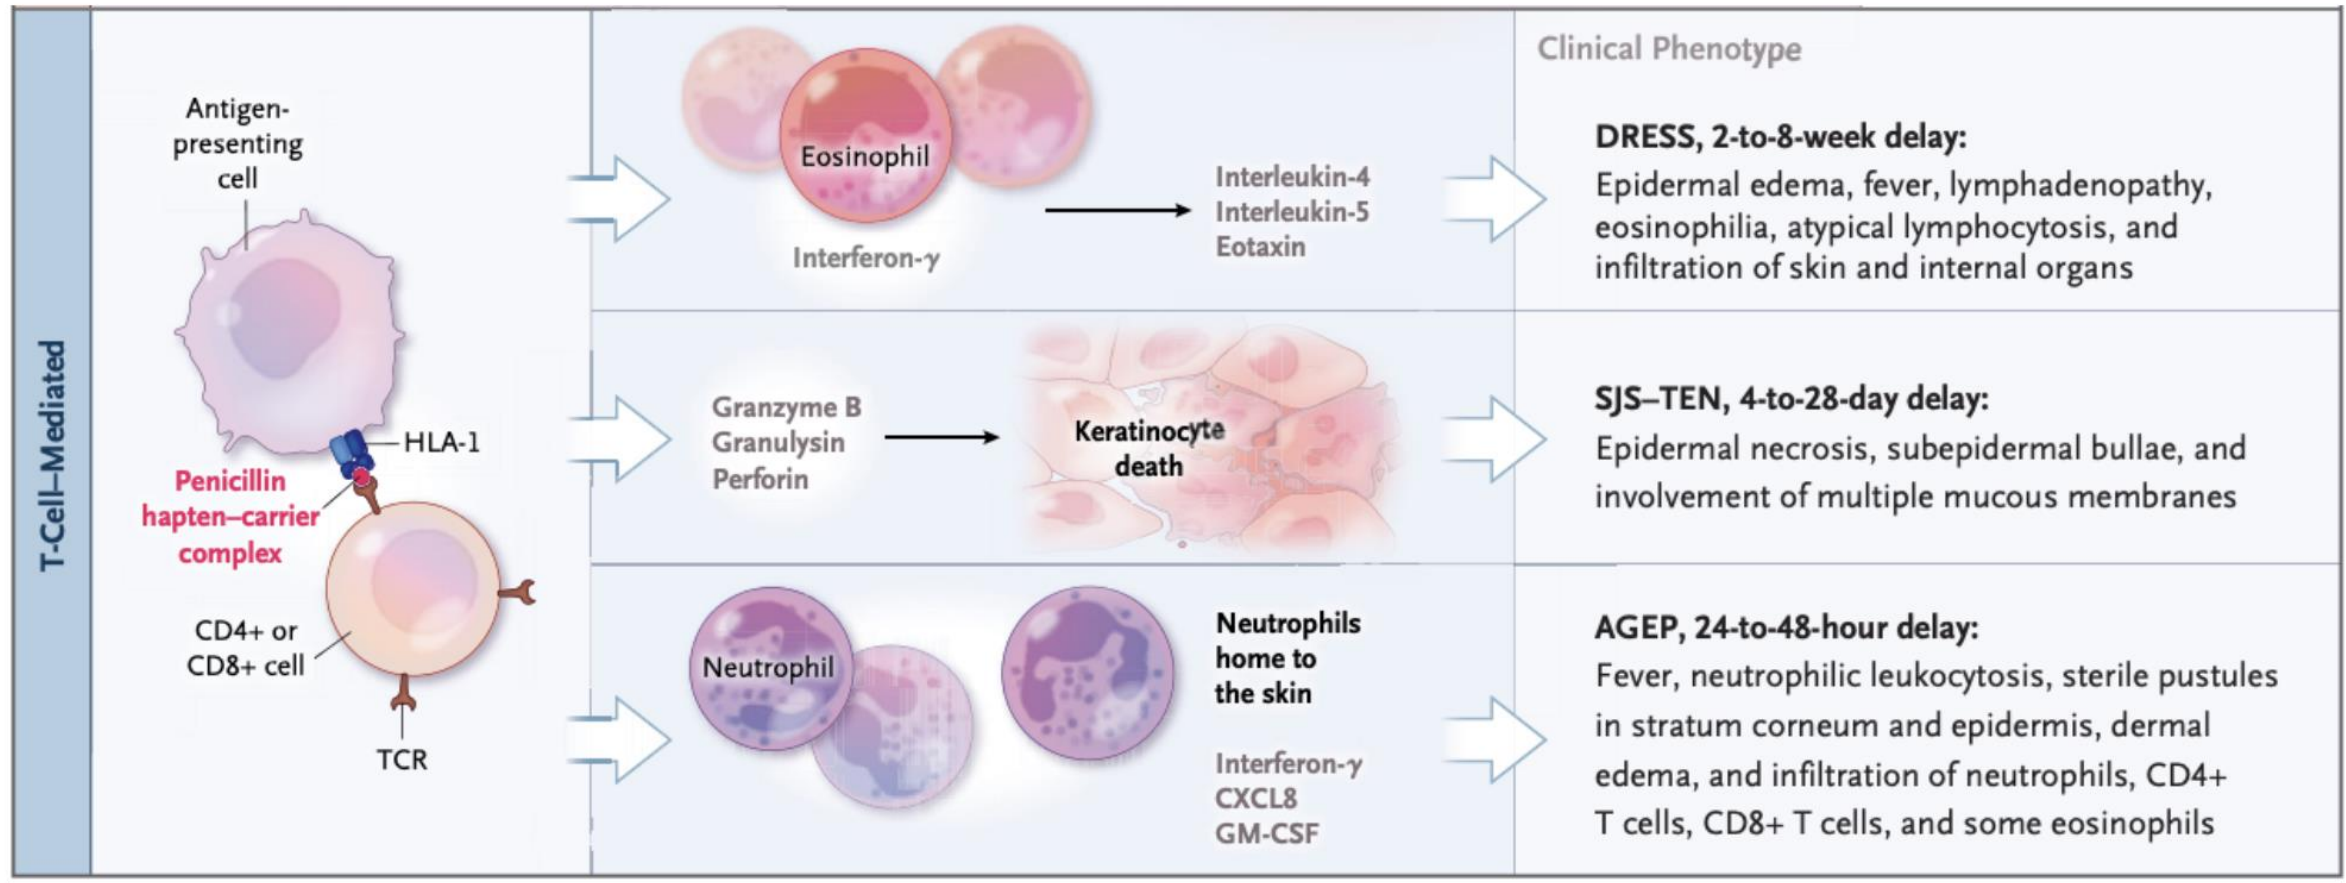 T-Cell–Mediated
Antigen-
presenting
cell
HLA-1
Penicillin
hapten–carrier
complex
CD4+ or
CD8+ cell
TCR
Eosinophil
Interferon-γ
Interleukin-4
Interleukin-5
Eotaxin
Clinical Phenotype
DRESS, 2-to-8-week delay:
Epidermal edema, fever, lymphadenopathy,
eosinophilia, atypical lymphocytosis, and
infiltration of skin and internal organs
Granzyme B
Granulysin
Perforin
Keratinocyte
death
SJS–TEN, 4-to-28-day delay:
Epidermal necrosis, subepidermal bullae, and
involvement of multiple mucous membranes
Neutrophil
Neutrophils
home to
the skin
Interferon-γ
CXCL8
GM-CSF
AGEP, 24-to-48-hour delay:
Fever, neutrophilic leukocytosis, sterile pustules
in stratum corneum and epidermis, dermal
edema, and infiltration of neutrophils, CD4+
T cells, CD8+ T cells, and some eosinophils